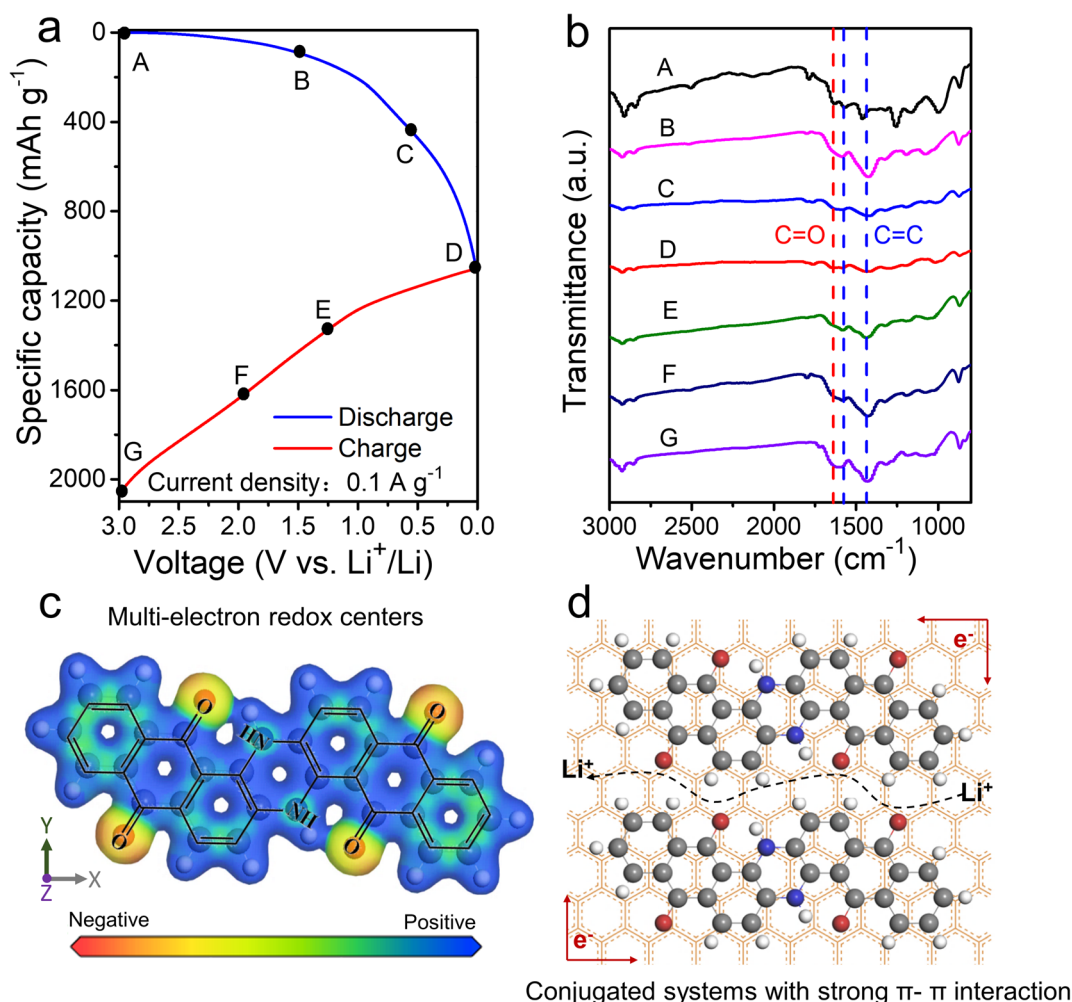 a
Specific capacity (mAh g⁻¹)
0
400
800
1200
1600
2000
A
B
C
D
E
F
G
Discharge
Charge
Current density： 0.1 A g⁻¹
3.0 2.5 2.0 1.5 1.0 0.5 0.0
Voltage (V vs. Li⁺/Li)
b
Transmittance (a.u.)
A
B
C
C=O C=C
D
E
F
G
3000 2500 2000 1500 1000
Wavenumber (cm⁻¹)
c
Multi-electron redox centers
O
O
HN
NH
O
O
Y
Z
X
Negative Positive
d
e⁻
Li⁺
Li⁺
e⁻
Conjugated systems with strong π- π interaction